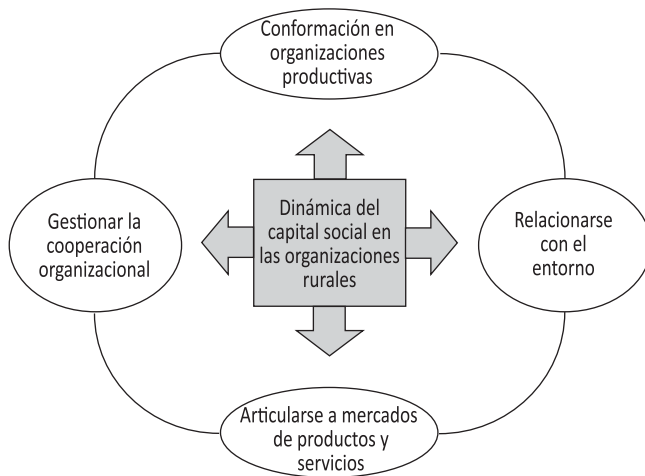 Conformación en
organizaciones
productivas
Gestionar la
cooperación
organizacional
Dinámica del
capital social en
las organizaciones
rurales
Relacionarse
con el
entorno
Articularse a mercados
de productos y
servicios